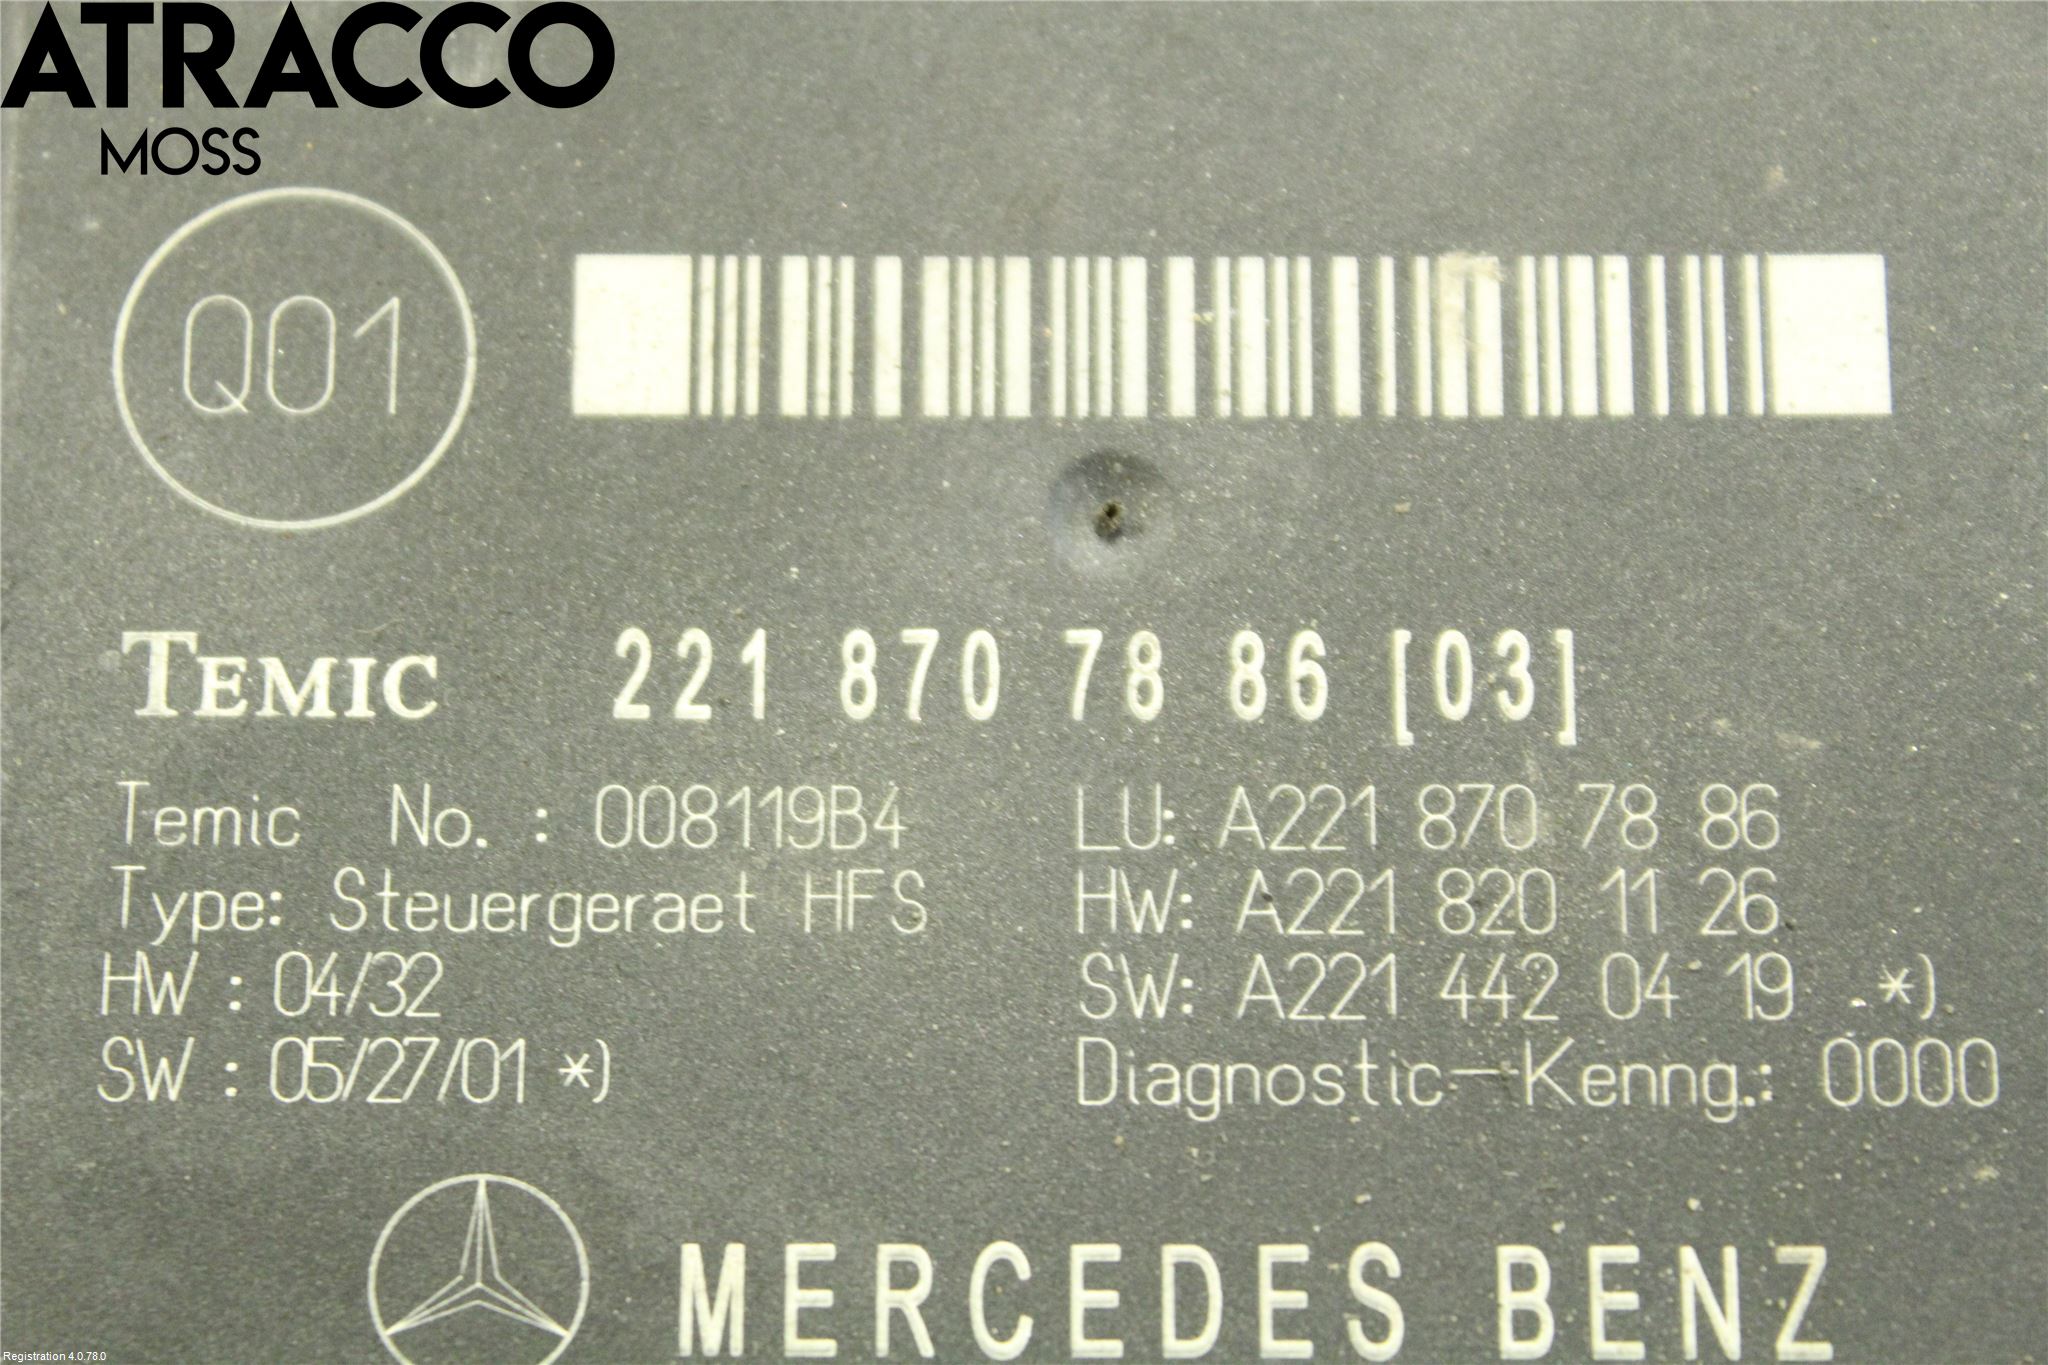 ATRACCO
MOSS
Q01
TEMIC 221 870 78 86 [03]
Temic No. : 008119B4 LU: A221 870 78 86
Type: Steuergeraet HFS HW: A221 820 11 26
HW : 04/32 SW: A221 442 04 19 *)
SW : 05/27/01 *) Diagnostic-Kenng.: 0000
MERCEDES BENZ
Registration 4.0.78.0